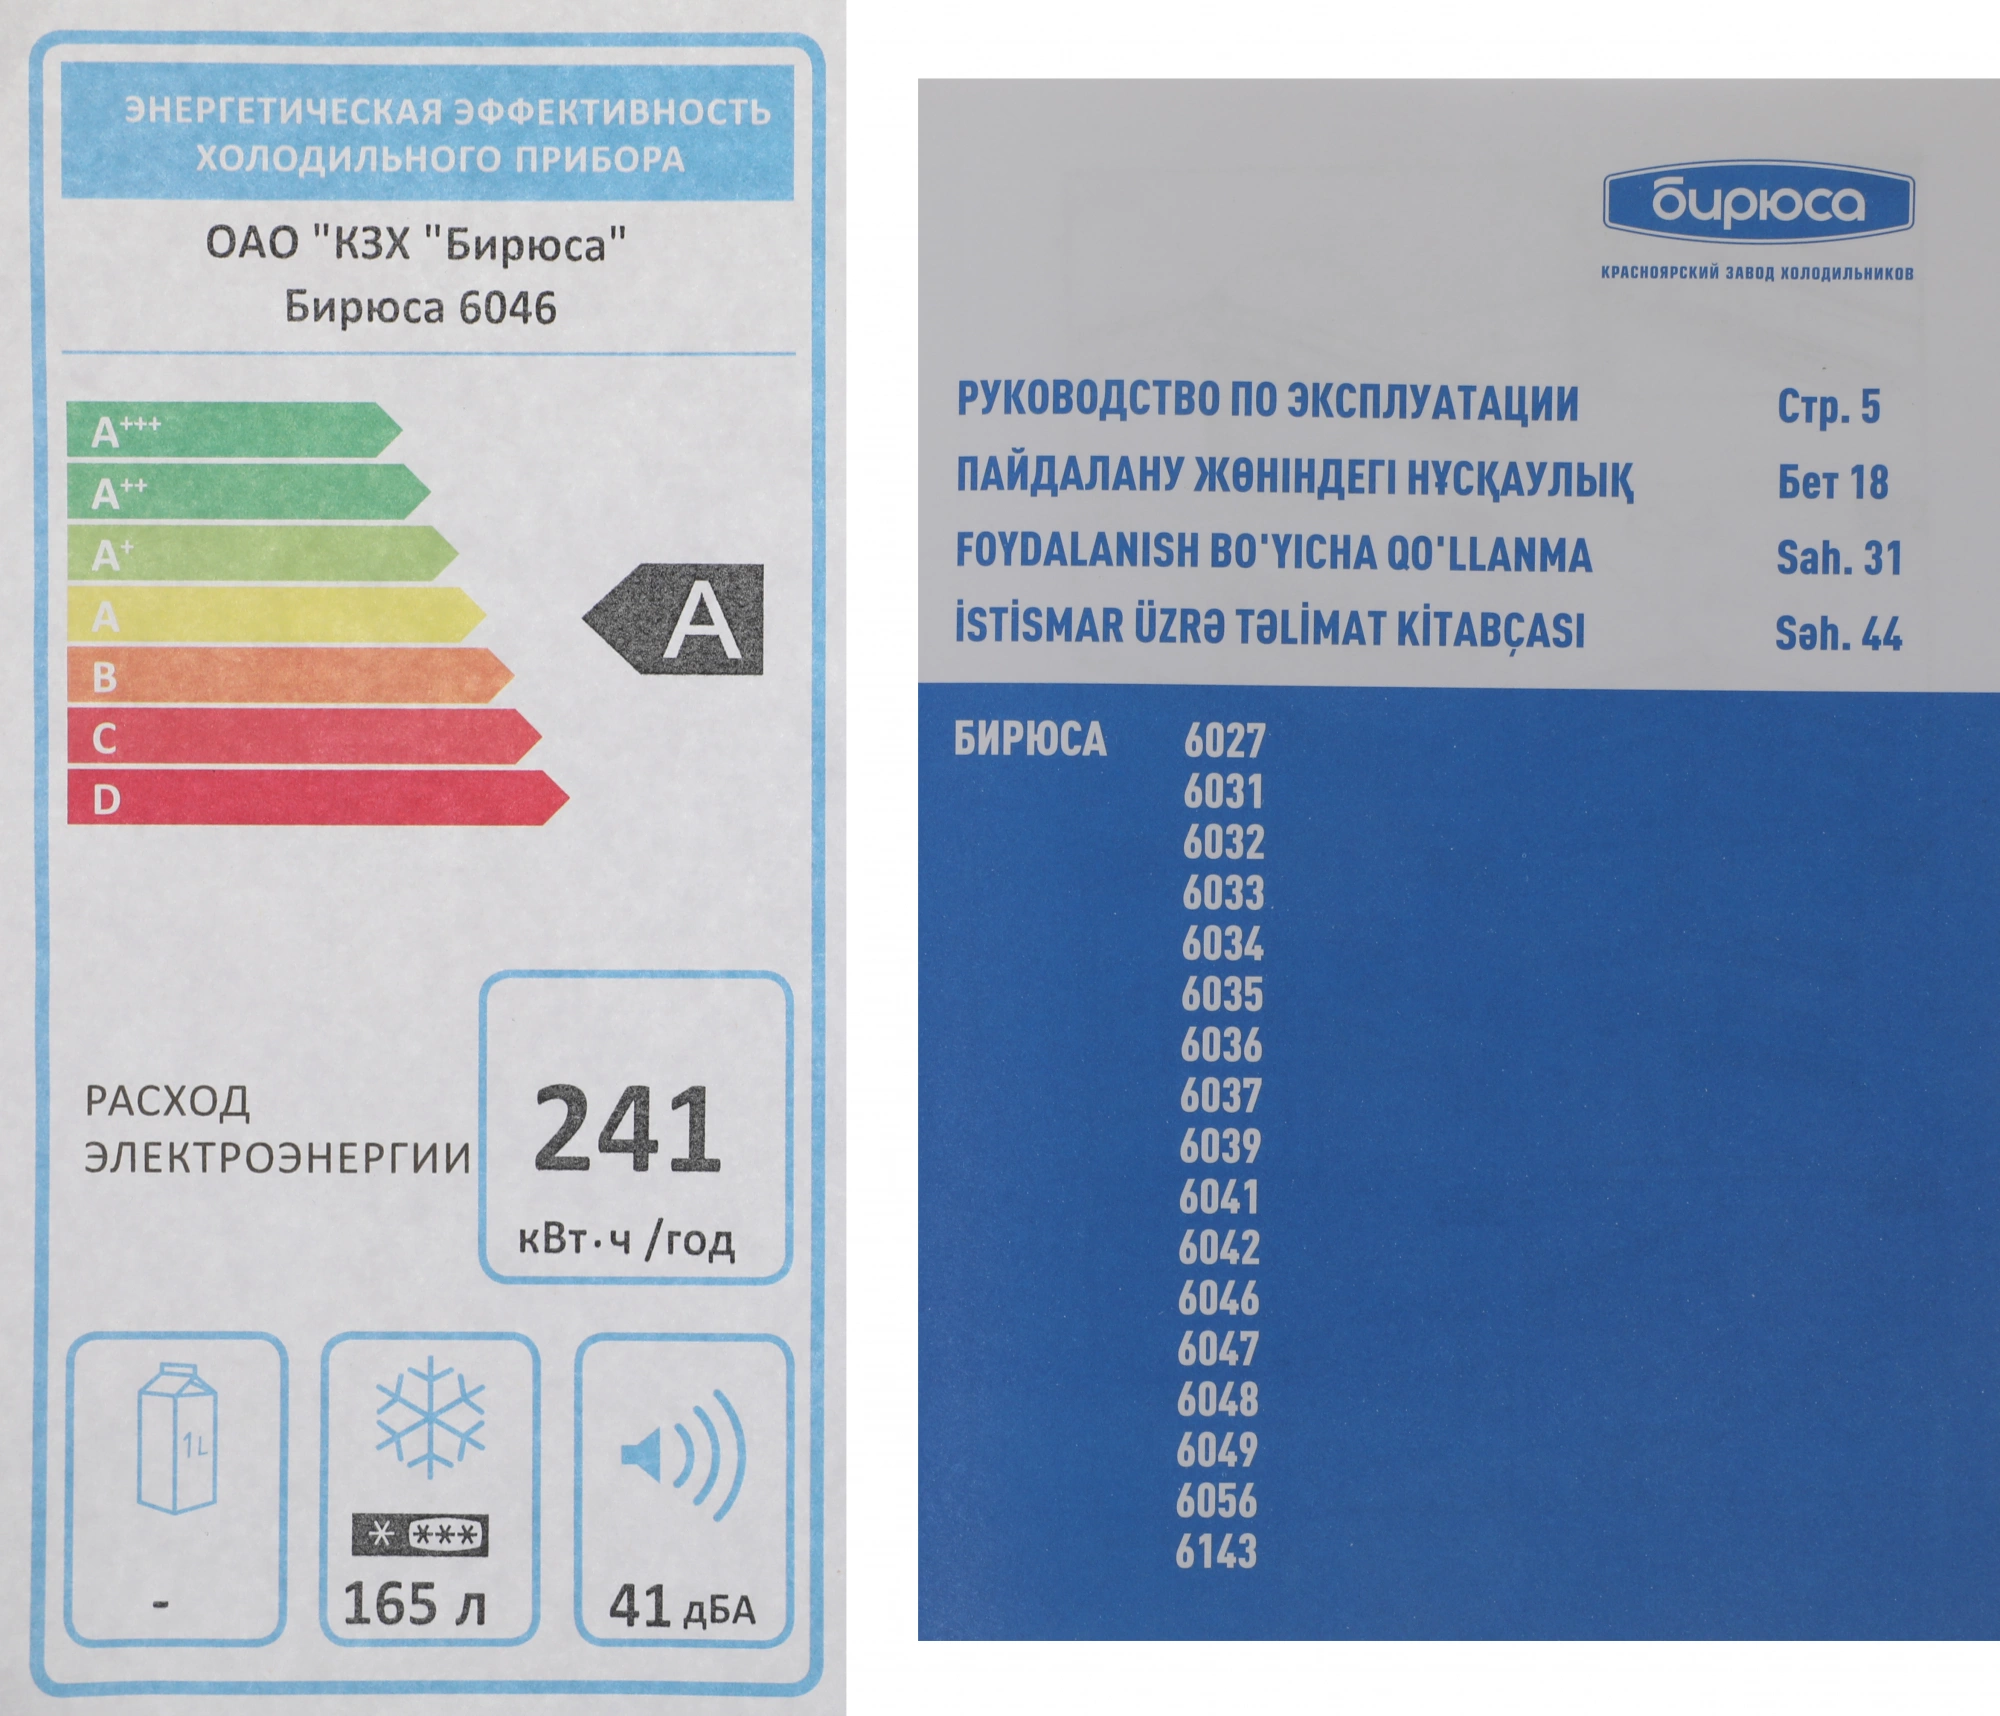 ЭНЕРГЕТИЧЕСКАЯ ЭФФЕКТИВНОСТЬ
ХОЛОДИЛЬНОГО ПРИБОРА
ОАО "КЗХ "Бирюса"
Бирюса 6046
A+++
A++
A+
A
B
C
D
A
РАСХОД
ЭЛЕКТРОЭНЕРГИИ
241
кВт·ч /год
1L
-
165 л
41 дБА
бирюса
КРАСНОЯРСКИЙ ЗАВОД ХОЛОДИЛЬНИКОВ
РУКОВОДСТВО ПО ЭКСПЛУАТАЦИИ Стр. 5
ПАЙДАЛАНУ ЖӨНІНДЕГІ НҰСҚАУЛЫҚ Бет 18
FOYDALANISH BO'YICHA QO'LLANMA Sah. 31
İSTİSMAR ÜZRƏ TƏLİMAT KİTABÇASI Səh. 44
БИРЮСА 6027
6031
6032
6033
6034
6035
6036
6037
6039
6041
6042
6046
6047
6048
6049
6056
6143